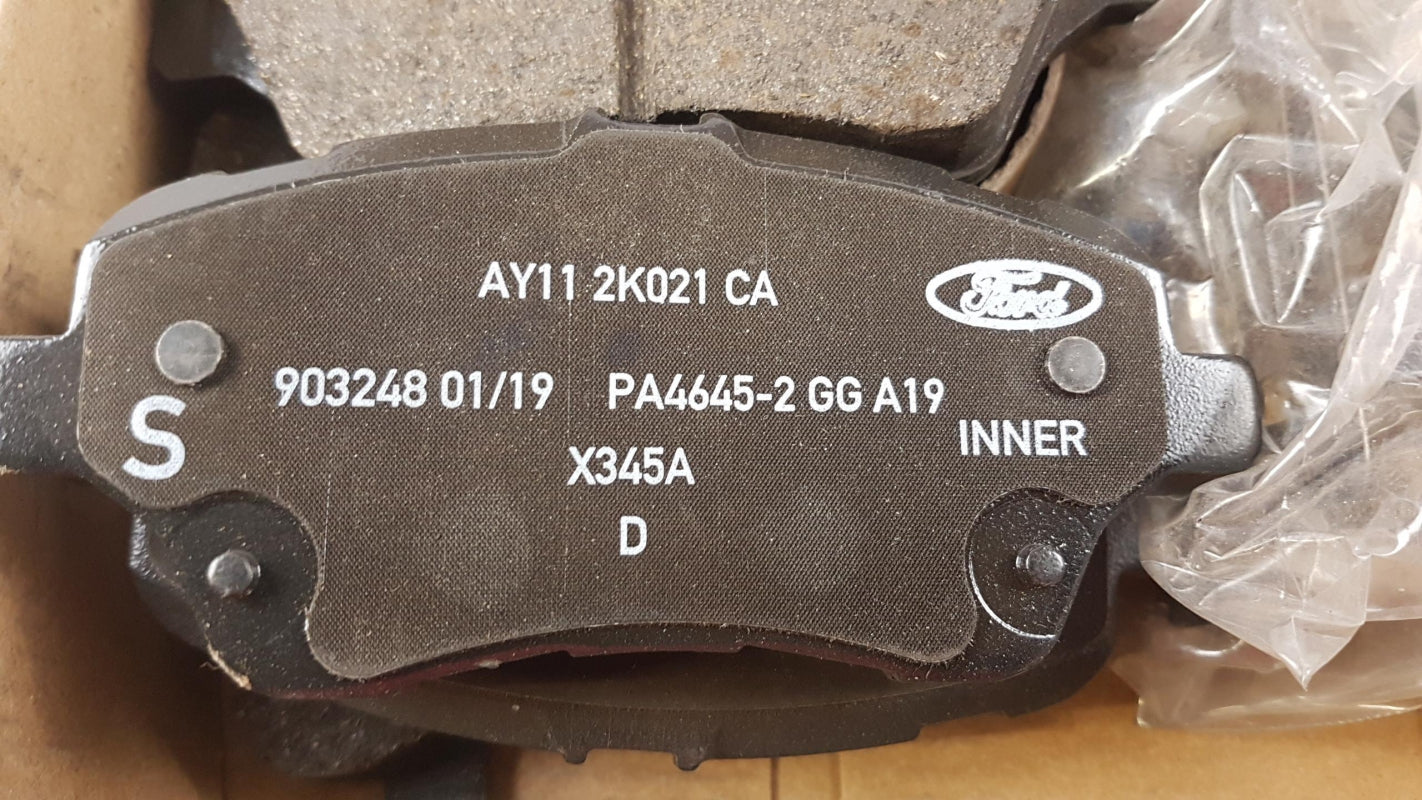 AY11 2K021 CA
Ford
903248 01/19 PA4645-2 GG A19
S
INNER
X345A
D